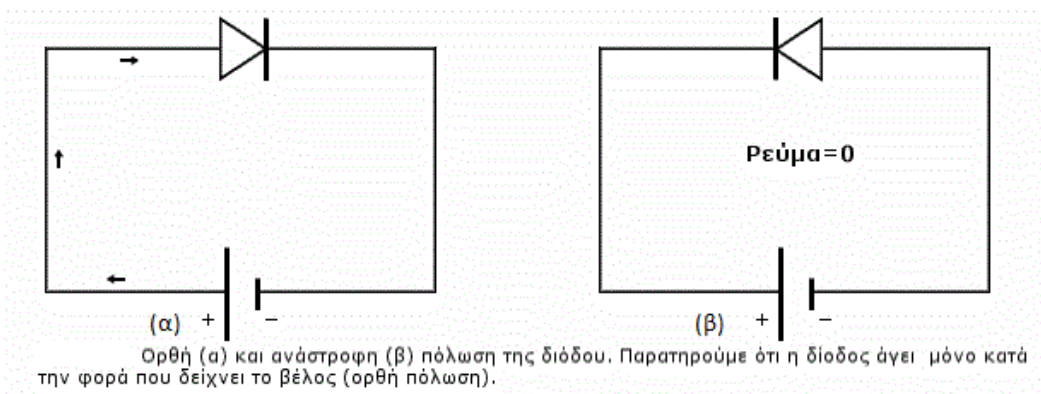 Ρεύμα=0
(α) + − (β) + −
Ορθή (α) και ανάστροφη (β) πόλωση της διόδου. Παρατηρούμε ότι η δίοδος άγει μόνο κατά
την φορά που δείχνει το βέλος (ορθή πόλωση).